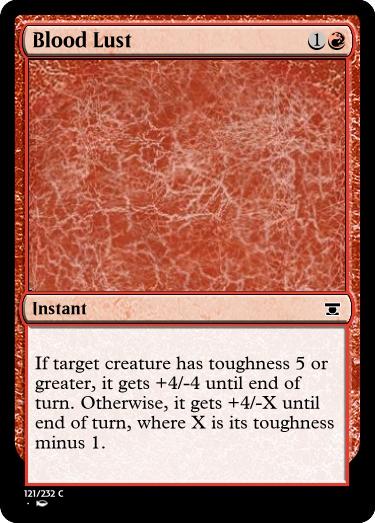 Blood Lust 1
Instant
If target creature has toughness 5 or
greater, it gets +4/-4 until end of
turn. Otherwise, it gets +4/-X until
end of turn, where X is its toughness
minus 1.
121/232 C